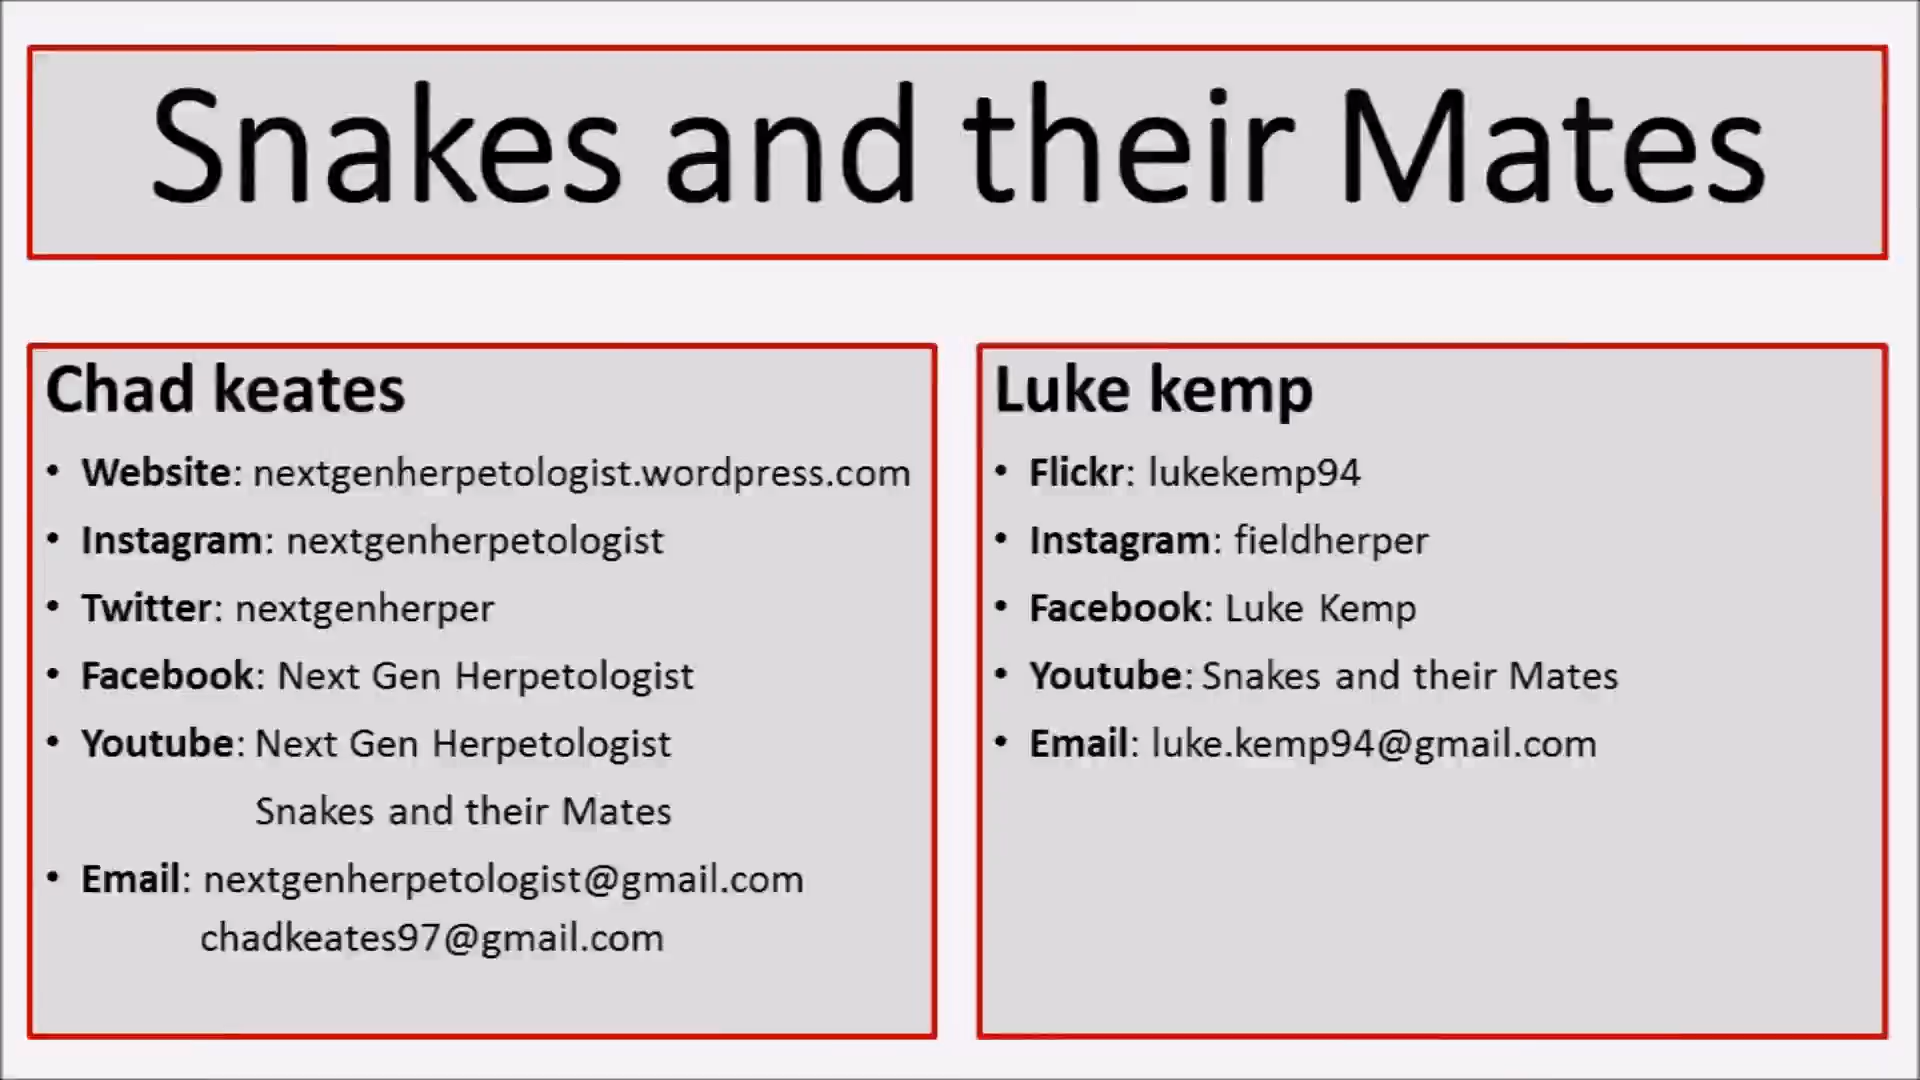 Snakes and their Mates
Chad keates
• Website: nextgenherpetologist.wordpress.com
• Instagram: nextgenherpetologist
• Twitter: nextgenherper
• Facebook: Next Gen Herpetologist
• Youtube: Next Gen Herpetologist
Snakes and their Mates
• Email: nextgenherpetologist@gmail.com
chadkeates97@gmail.com
Luke kemp
• Flickr: lukekemp94
• Instagram: fieldherper
• Facebook: Luke Kemp
• Youtube: Snakes and their Mates
• Email: luke.kemp94@gmail.com